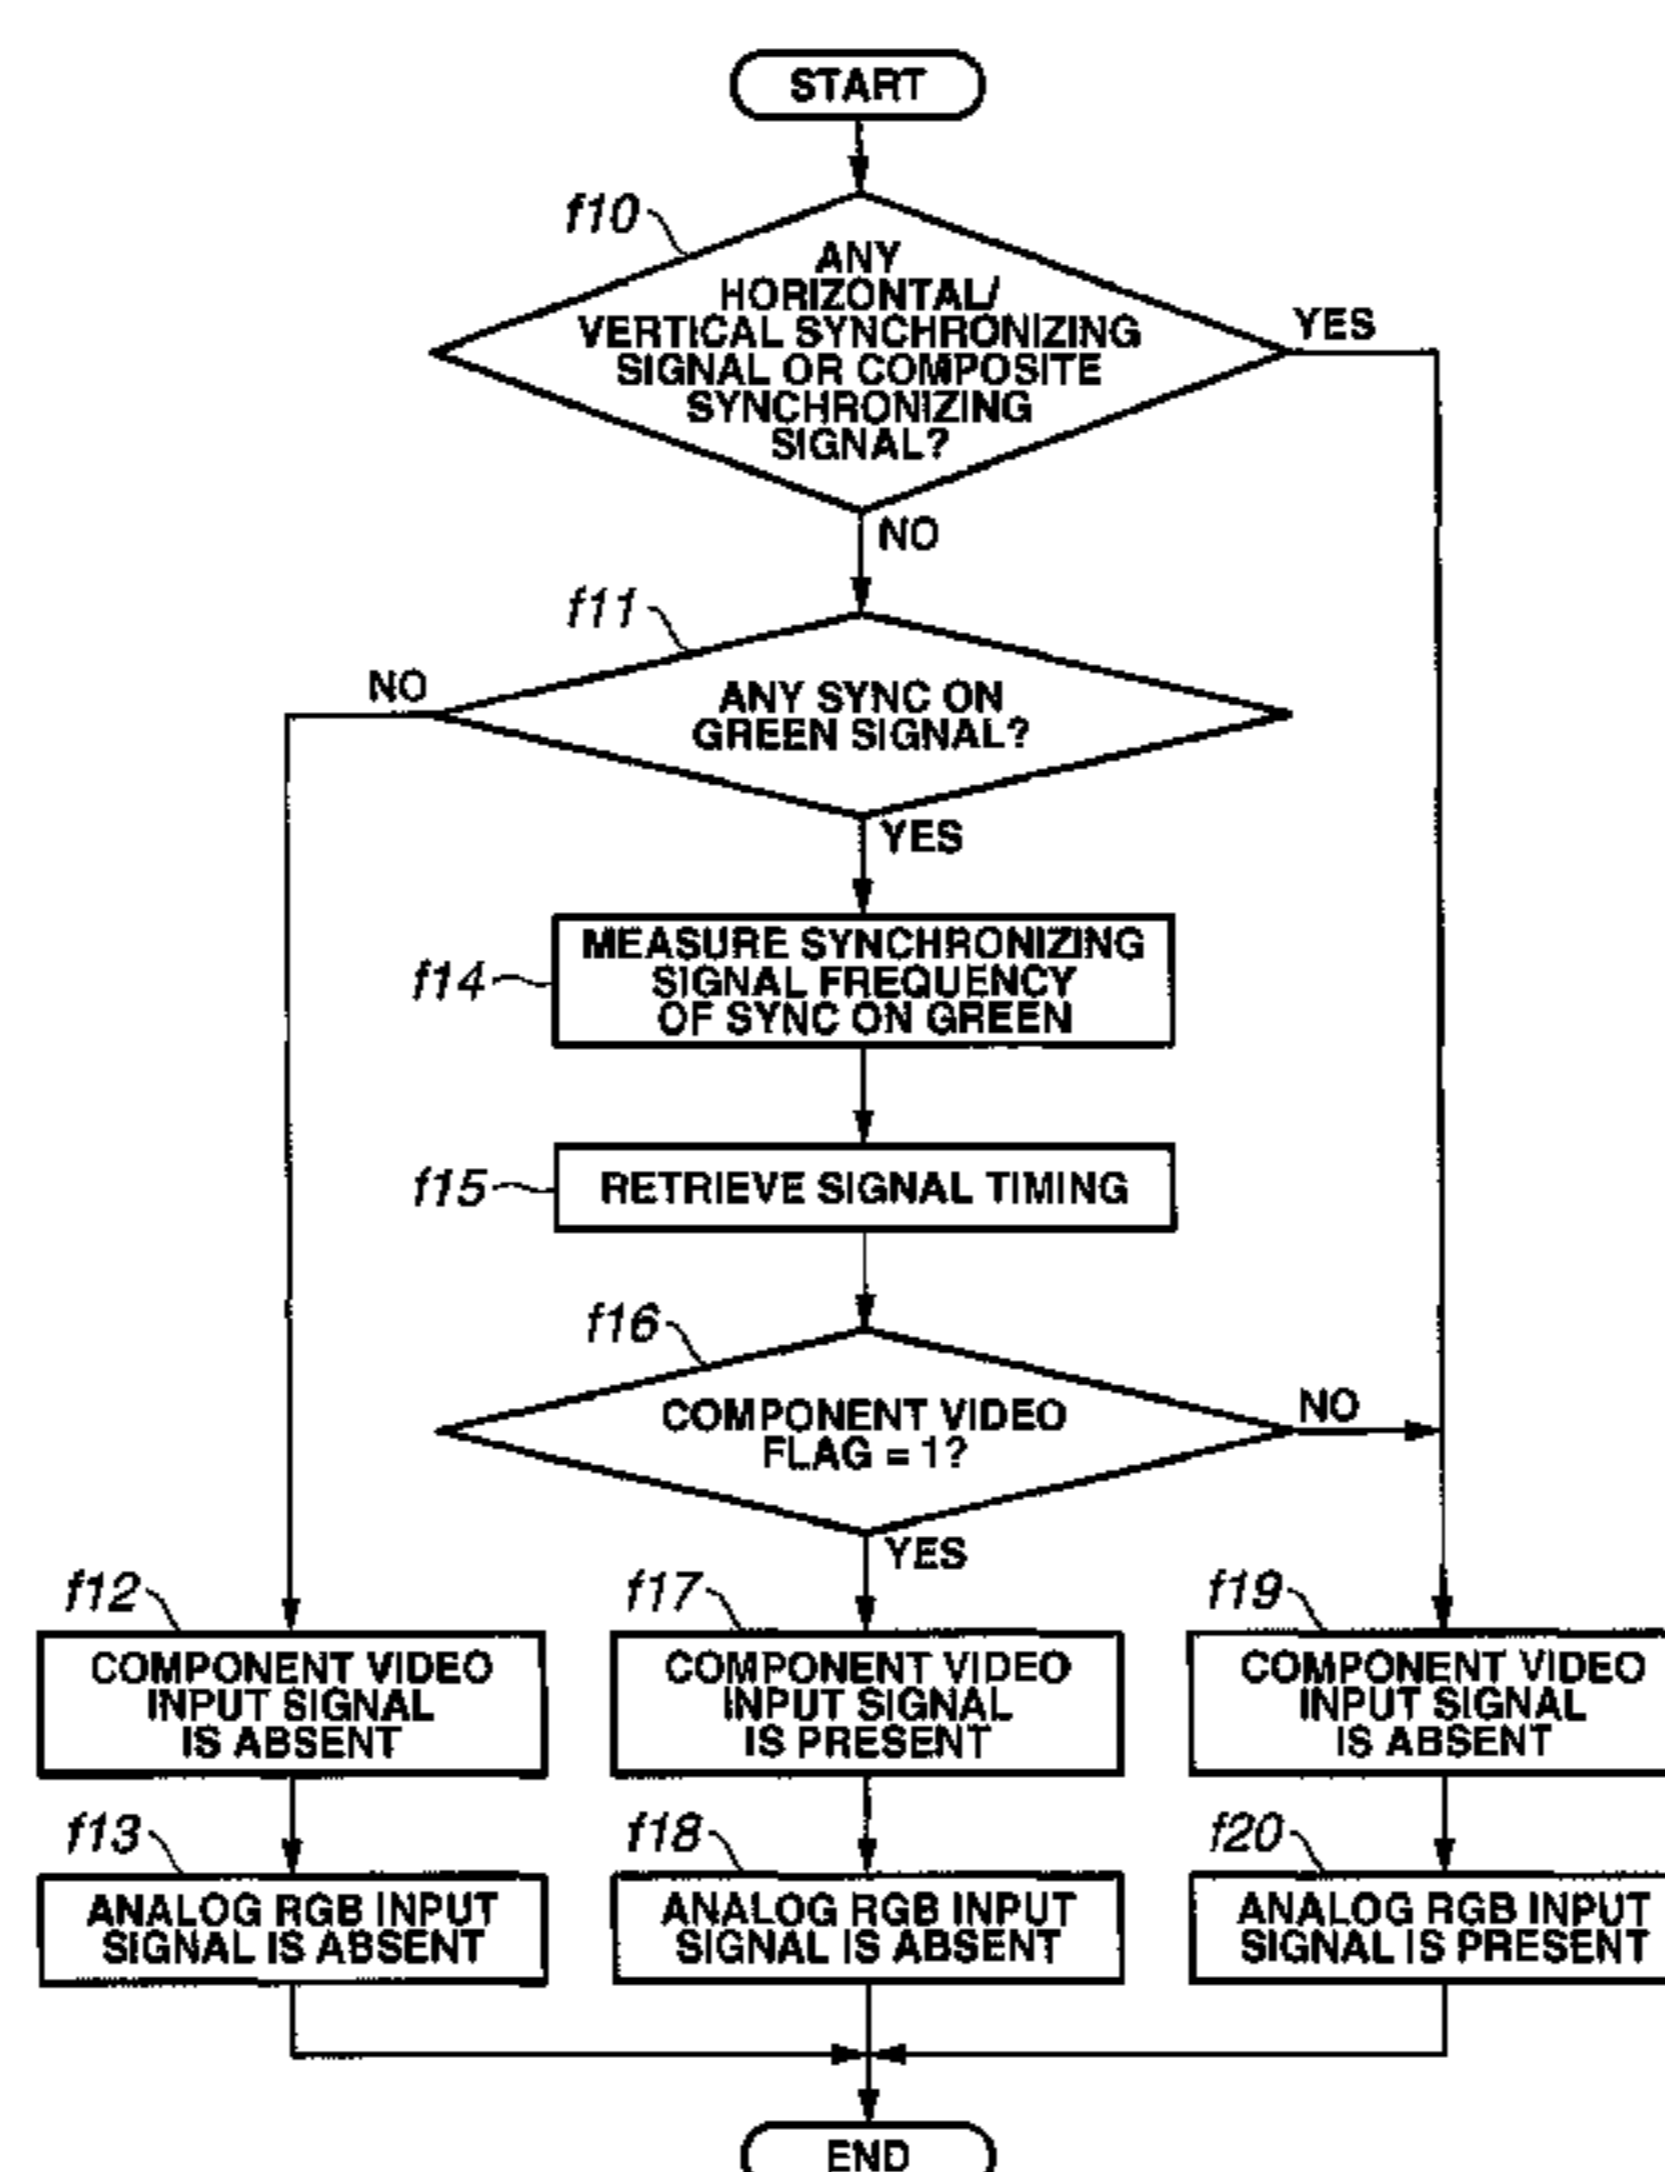 START
f10
ANY
HORIZONTAL/
VERTICAL SYNCHRONIZING
SIGNAL OR COMPOSITE
SYNCHRONIZING
SIGNAL?
YES
NO
f11
NO
ANY SYNC ON
GREEN SIGNAL?
YES
f14
MEASURE SYNCHRONIZING
SIGNAL FREQUENCY
OF SYNC ON GREEN
f15
RETRIEVE SIGNAL TIMING
f16
COMPONENT VIDEO
FLAG = 1?
NO
YES
f12
COMPONENT VIDEO
INPUT SIGNAL
IS ABSENT
f17
COMPONENT VIDEO
INPUT SIGNAL
IS PRESENT
f19
COMPONENT VIDEO
INPUT SIGNAL
IS ABSENT
f13
ANALOG RGB INPUT
SIGNAL IS ABSENT
f18
ANALOG RGB INPUT
SIGNAL IS ABSENT
f20
ANALOG RGB INPUT
SIGNAL IS PRESENT
END